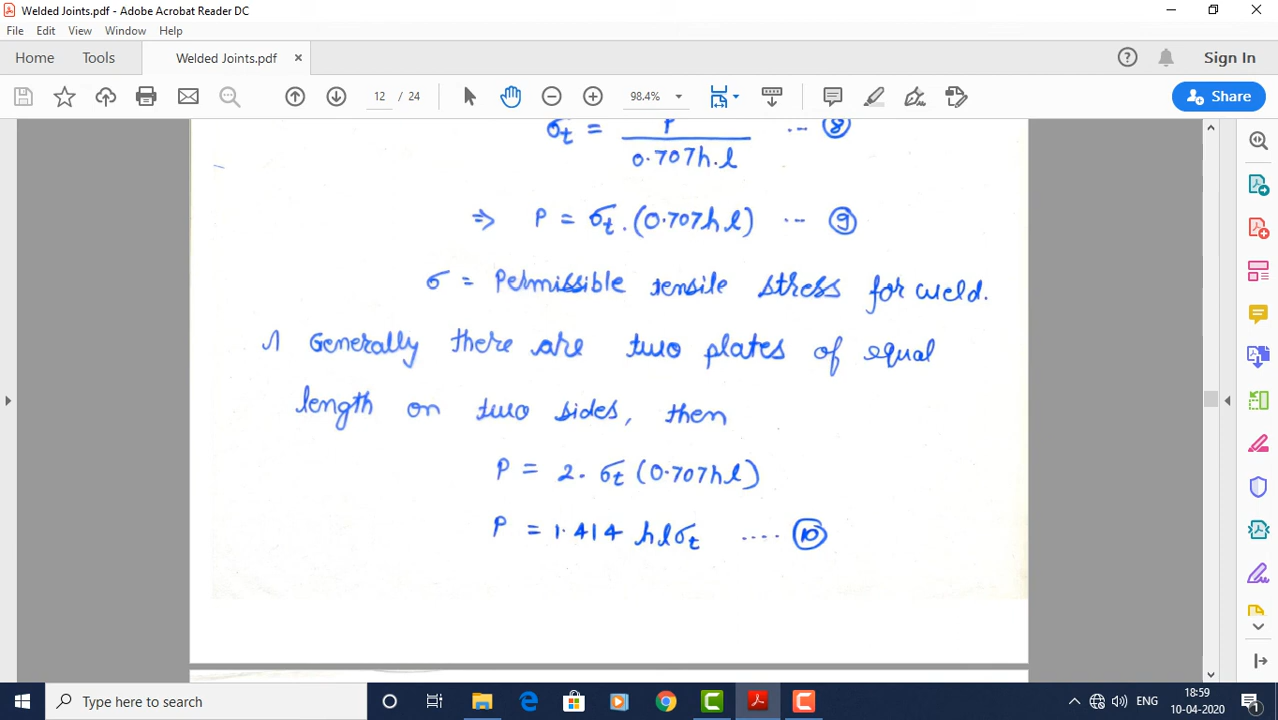 Welded Joints.pdf - Adobe Acrobat Reader DC
File Edit View Window Help
Home Tools Welded Joints.pdf × Sign In
12 / 24 98.4% Share
σt = P / 0.707h.l -- ⑧
⇒ P = σt.(0.707hl) -- ⑨
σ = Permissible tensile stress for weld.
Generally there are two plates of equal
length on two sides, then
P = 2. σt (0.707hl)
P = 1.414 hlσt .... ⑩
Type here to search
ENG 18:59
10-04-2020
1